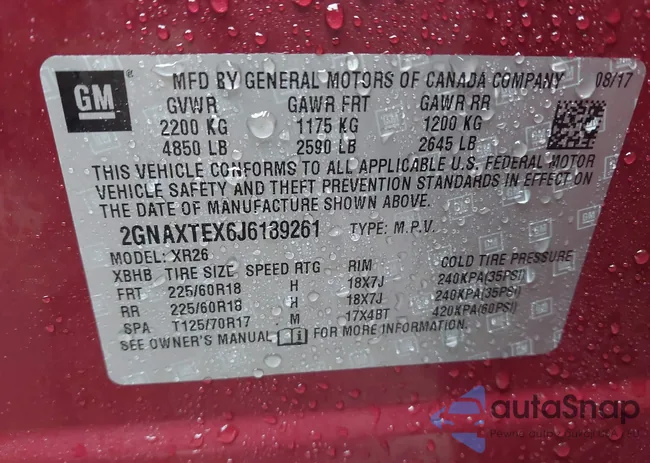 GM
MFD BY GENERAL MOTORS OF CANADA COMPANY 08/17
GVWR GAWR FRT GAWR RR
2200 KG 1175 KG 1200 KG
4850 LB 2590 LB 2645 LB
THIS VEHICLE CONFORMS TO ALL APPLICABLE U.S. FEDERAL MOTOR
VEHICLE SAFETY AND THEFT PREVENTION STANDARDS IN EFFECT ON
THE DATE OF MANUFACTURE SHOWN ABOVE.
2GNAXTEX6J6139261 TYPE: M.P.V.
MODEL: XR26
XBHB TIRE SIZE SPEED RTG RIM COLD TIRE PRESSURE
FRT 225/60R18 H 18X7J 240KPA(35PSI)
RR 225/60R18 H 18X7J 240KPA(35PSI)
SPA T125/70R17 M 17X4BT 420KPA(60PSI)
SEE OWNER'S MANUAL FOR MORE INFORMATION.
autoSnap